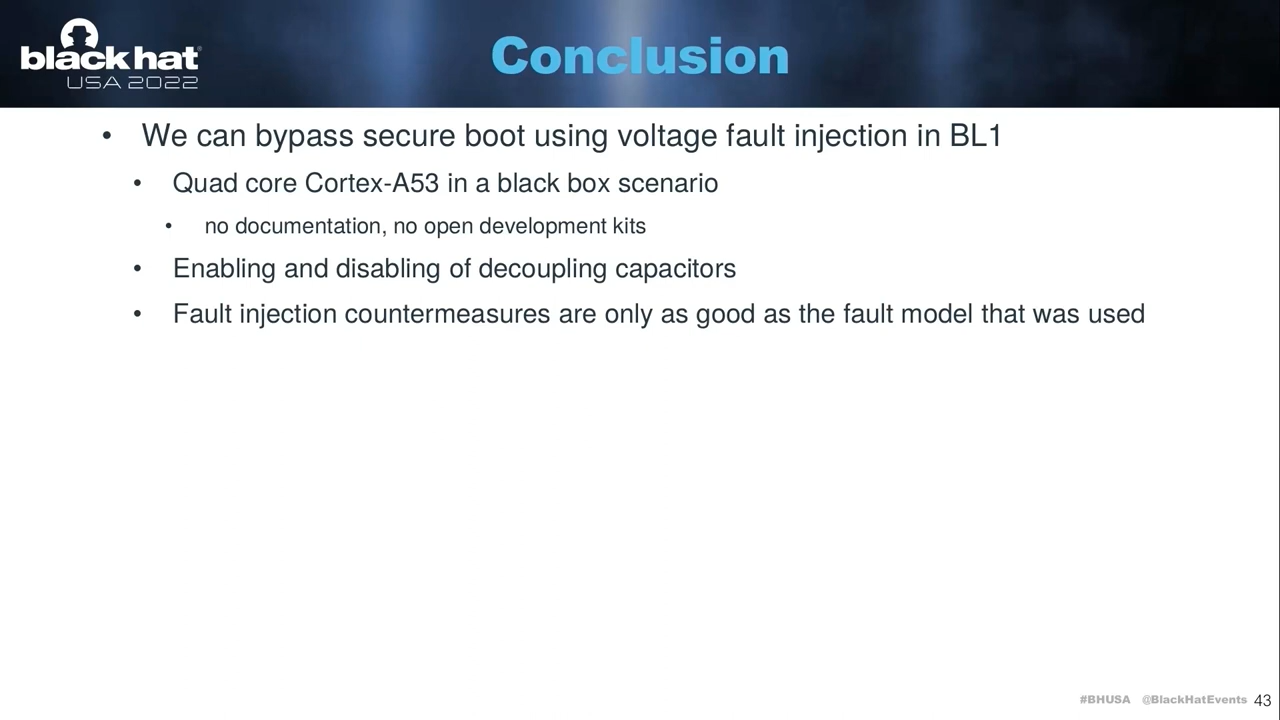 black hat
USA 2022
Conclusion
• We can bypass secure boot using voltage fault injection in BL1
• Quad core Cortex-A53 in a black box scenario
• no documentation, no open development kits
• Enabling and disabling of decoupling capacitors
• Fault injection countermeasures are only as good as the fault model that was used
#BHUSA @BlackHatEvents 43